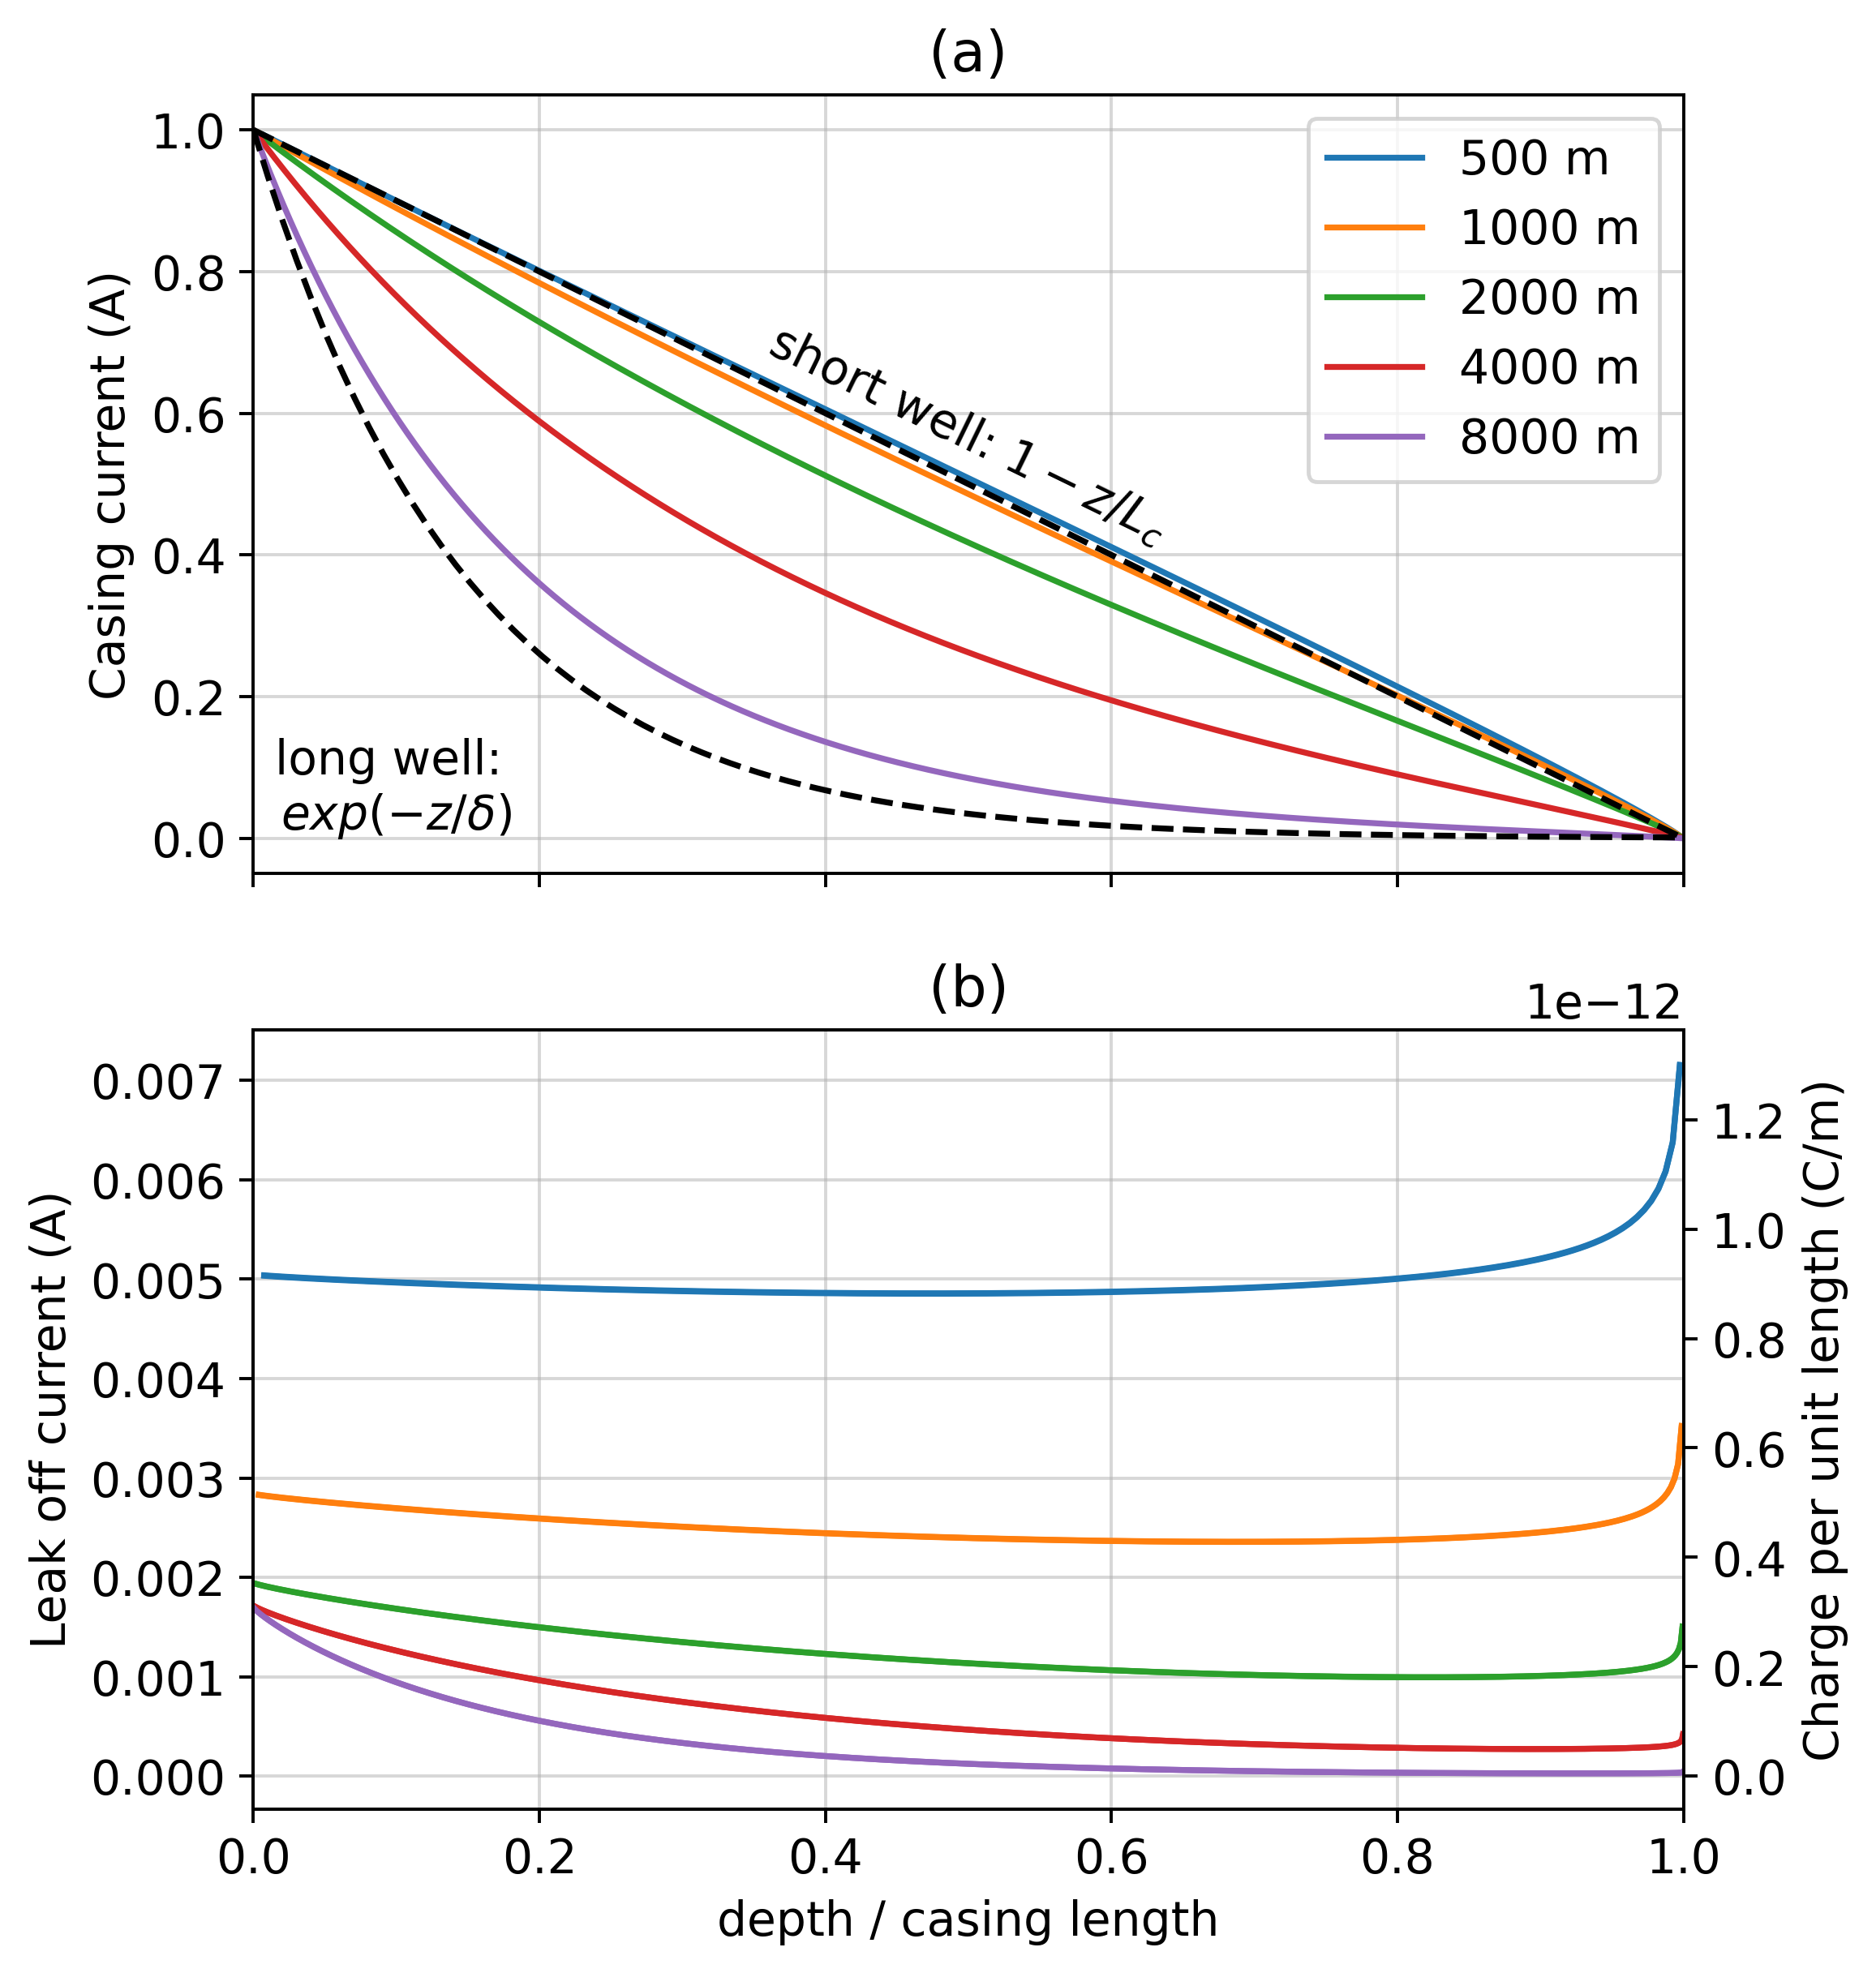 (a)
1.0
0.8
0.6
0.4
0.2
0.0
Casing current (A)
500 m
1000 m
2000 m
4000 m
8000 m
short well: 1 − z/L_c
long well:
exp(−z/δ)
(b)
1e−12
0.007
0.006
0.005
0.004
0.003
0.002
0.001
0.000
Leak off current (A)
1.2
1.0
0.8
0.6
0.4
0.2
0.0
Charge per unit length (C/m)
0.0 0.2 0.4 0.6 0.8 1.0
depth / casing length